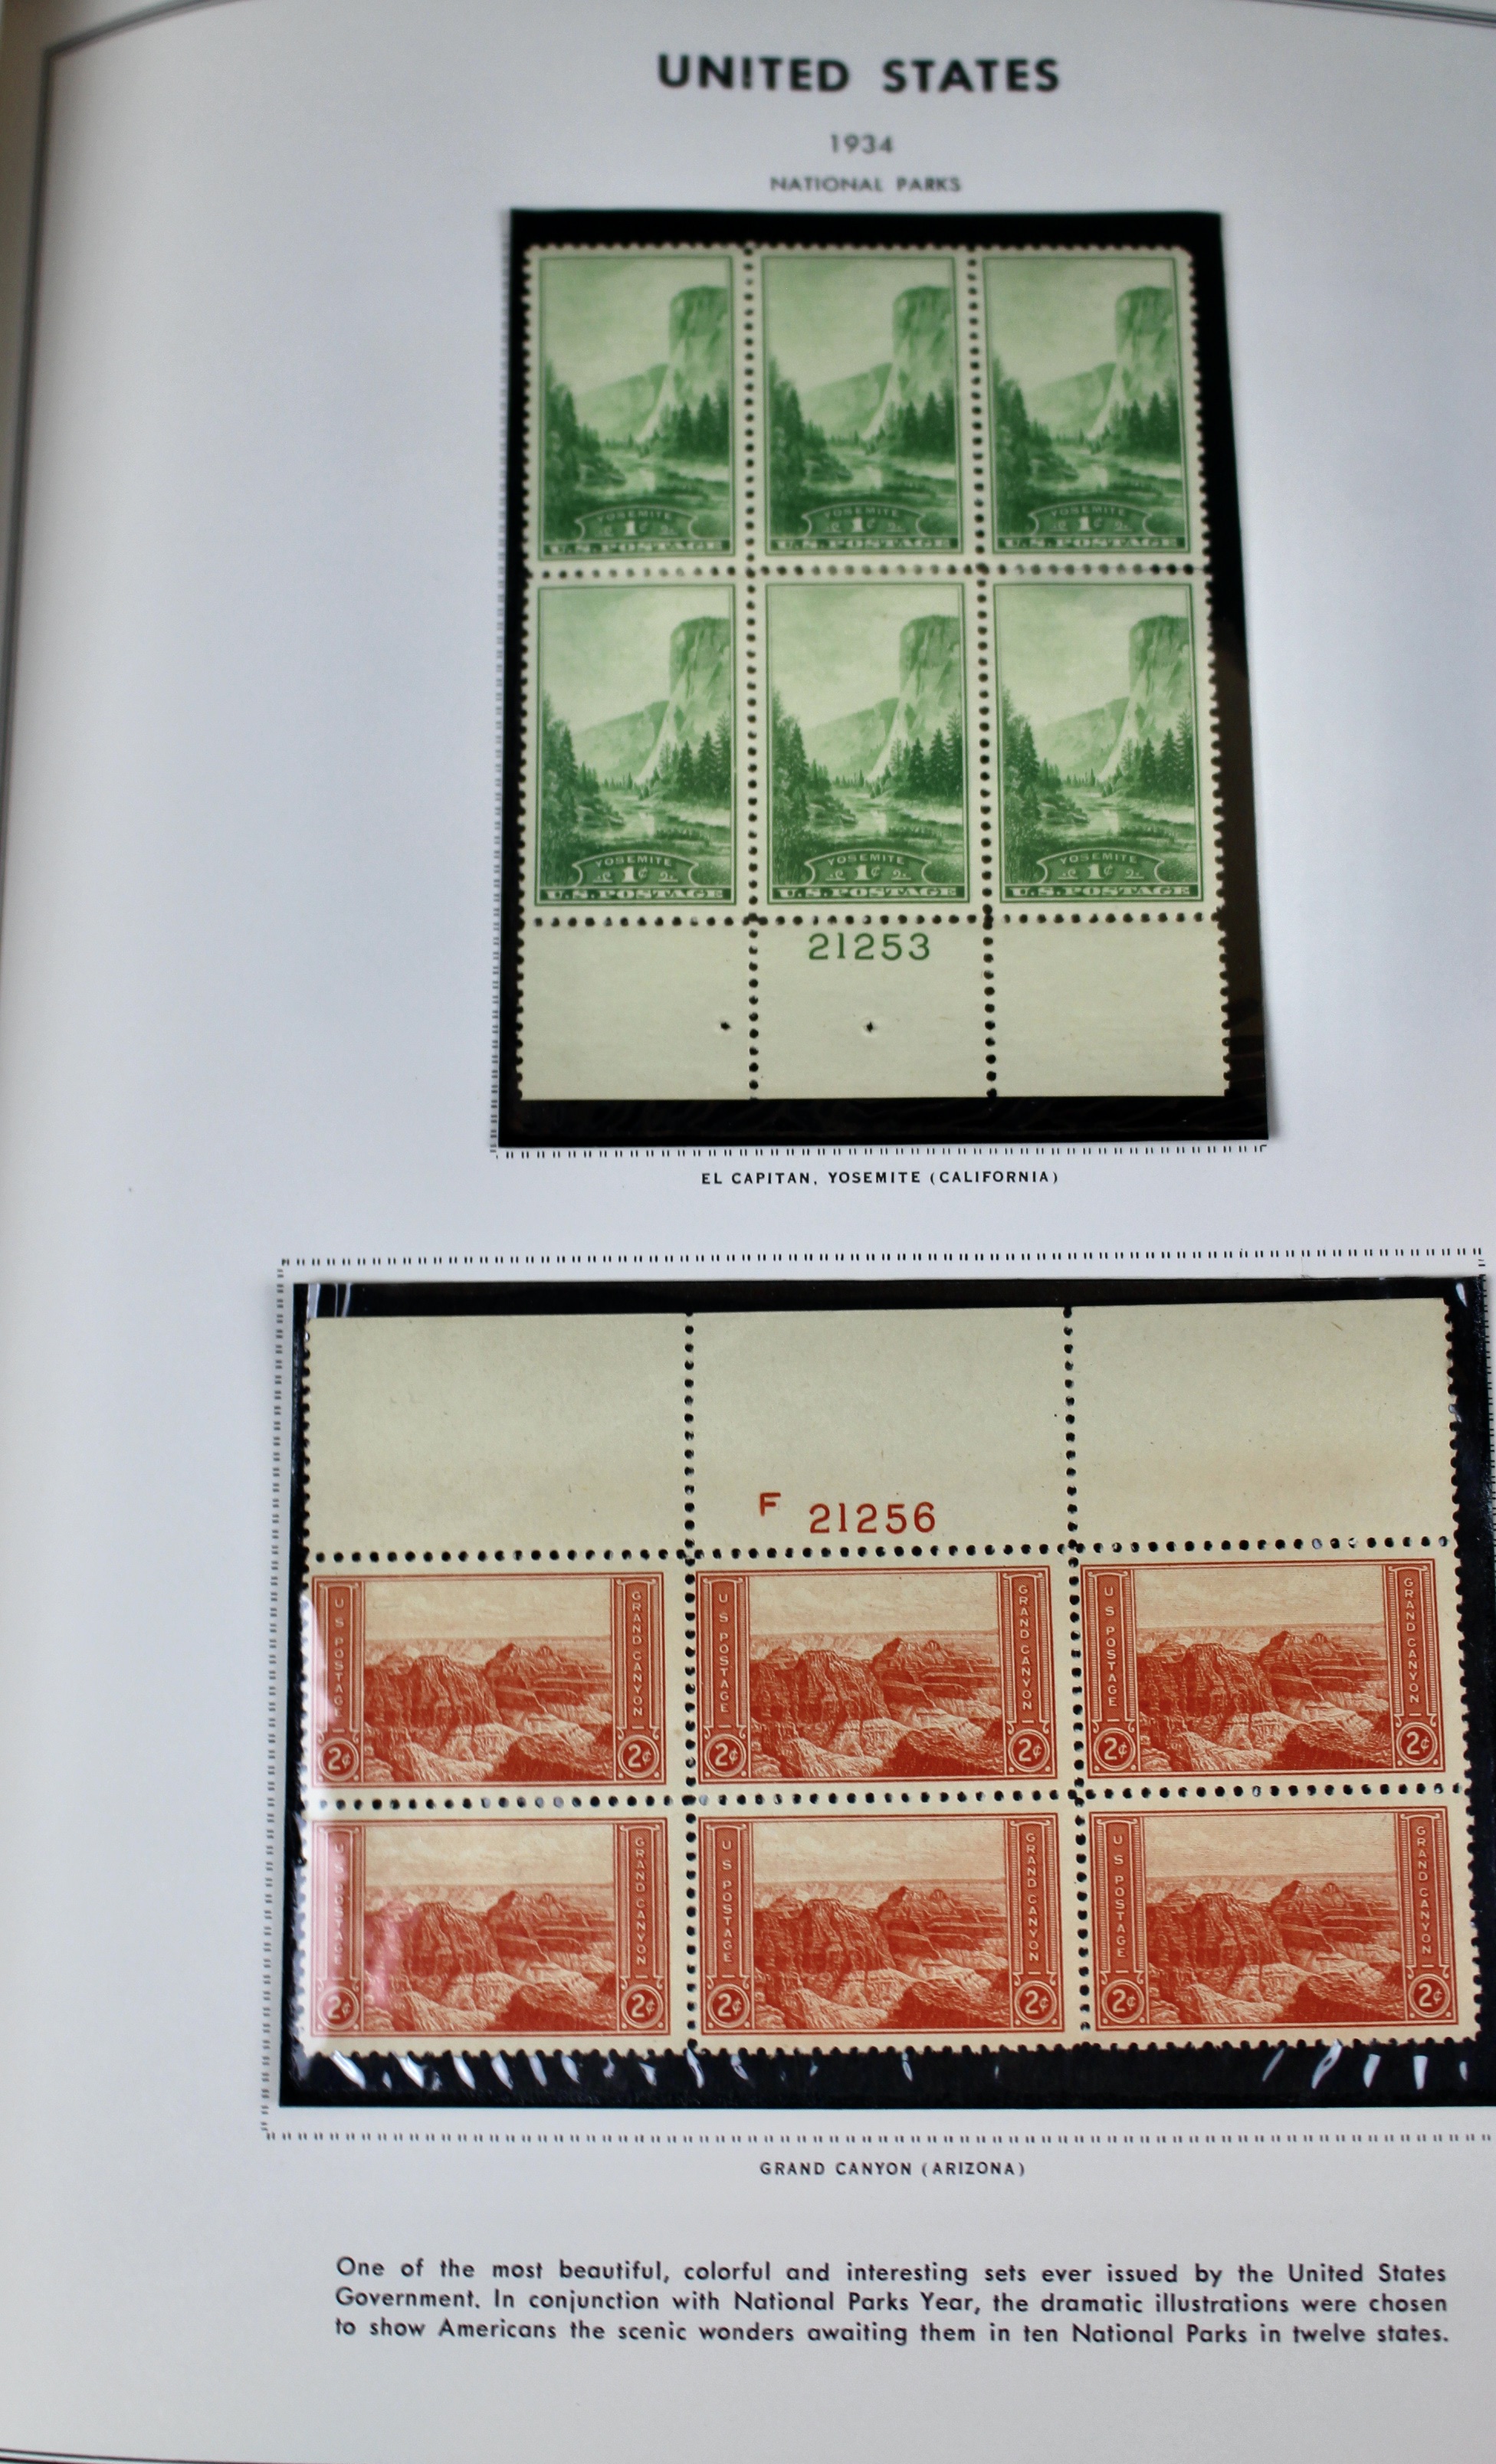 UNITED STATES
1934
NATIONAL PARKS
YOSEMITE YOSEMITE YOSEMITE
1¢ 1¢ 1¢
U.S.POSTAGE U.S.POSTAGE U.S.POSTAGE
YOSEMITE YOSEMITE YOSEMITE
1¢ 1¢ 1¢
U.S.POSTAGE U.S.POSTAGE U.S.POSTAGE
21253
EL CAPITAN, YOSEMITE (CALIFORNIA)
F 21256
U S POSTAGE
GRAND CANYON
2¢ 2¢
U S POSTAGE
GRAND CANYON
2¢ 2¢
U S POSTAGE
GRAND CANYON
2¢ 2¢
U S POSTAGE
GRAND CANYON
2¢ 2¢
U S POSTAGE
GRAND CANYON
2¢ 2¢
U S POSTAGE
GRAND CANYON
2¢ 2¢
GRAND CANYON (ARIZONA)
One of the most beautiful, colorful and interesting sets ever issued by the United States
Government. In conjunction with National Parks Year, the dramatic illustrations were chosen
to show Americans the scenic wonders awaiting them in ten National Parks in twelve states.